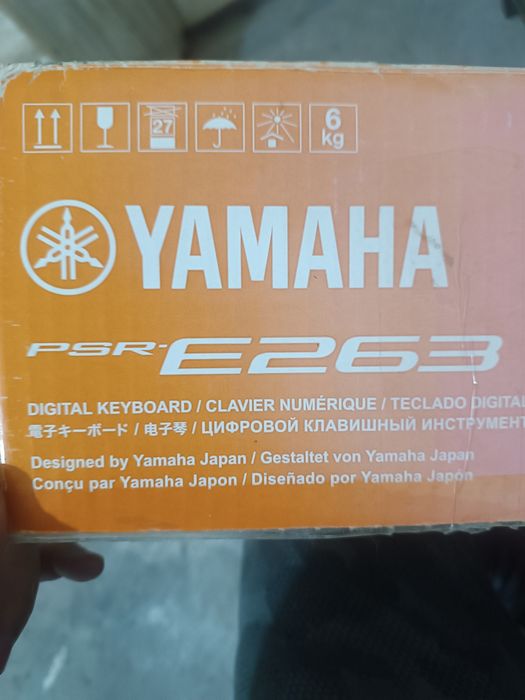 27
6
kg
YAMAHA
PSR-E263
DIGITAL KEYBOARD / CLAVIER NUMÉRIQUE / TECLADO DIGITAL
電子キーボード / 电子琴 / ЦИФРОВОЙ КЛАВИШНЫЙ ИНСТРУМЕНТ
Designed by Yamaha Japan / Gestaltet von Yamaha Japan
Conçu par Yamaha Japon / Diseñado por Yamaha Japón